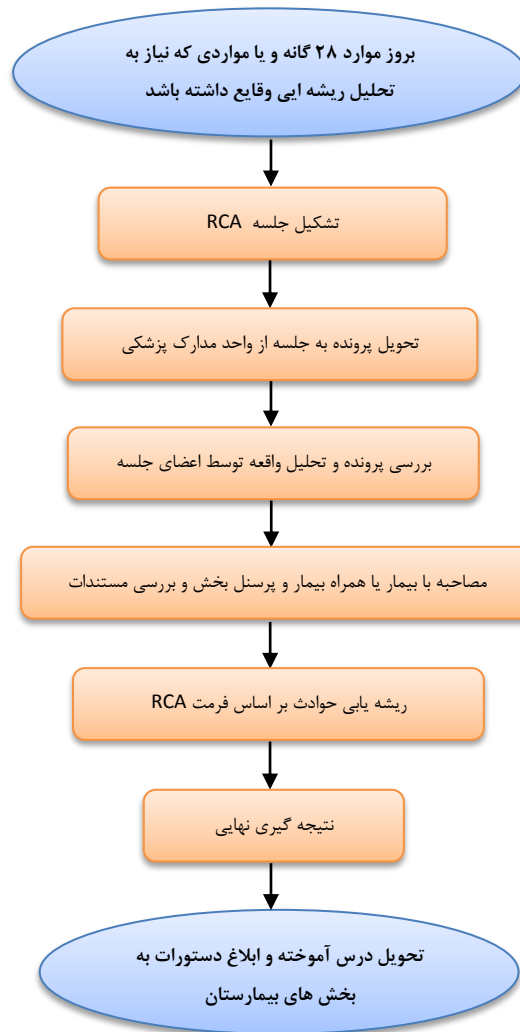 بروز موارد ۲۸ گانه و یا مواردی که نیاز به
تحلیل ریشه ایی وقایع داشته باشد
تشکیل جلسه RCA
تحویل پرونده به جلسه از واحد مدارک پزشکی
بررسی پرونده و تحلیل واقعه توسط اعضای جلسه
مصاحبه با بیمار یا همراه بیمار و پرسنل بخش و بررسی مستندات
ریشه یابی حوادث بر اساس فرمت RCA
نتیجه گیری نهایی
تحویل درس آموخته و ابلاغ دستورات به
بخش های بیمارستان